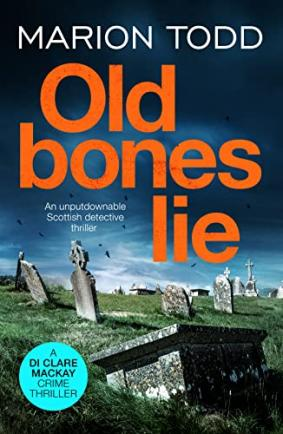 MARION TODD
Old
bones
lie
An unputdownable
Scottish detective
thriller
A
DI CLARE
MACKAY
CRIME
THRILLER